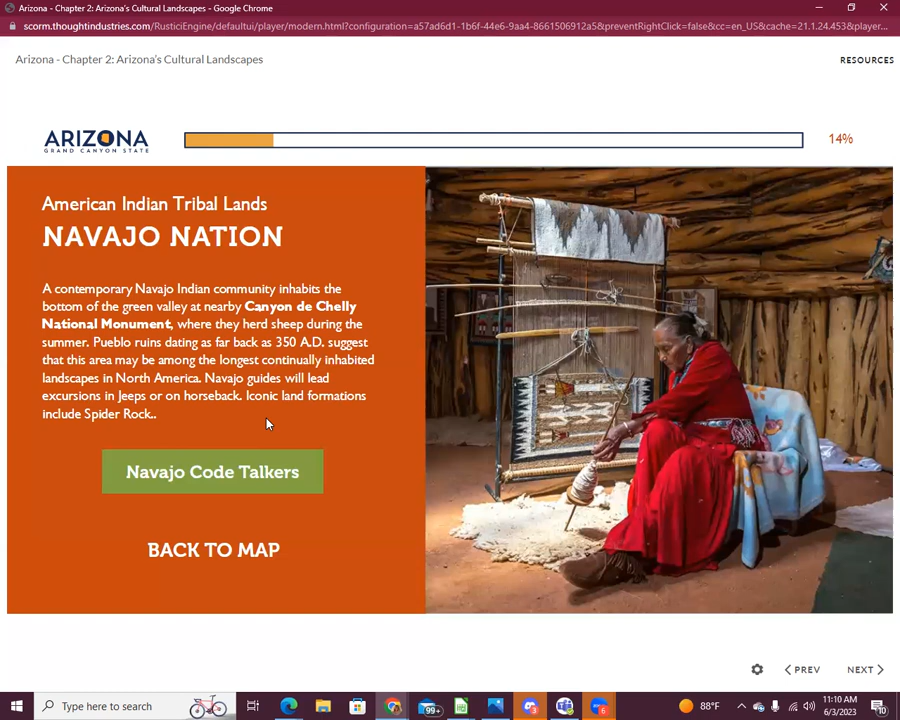 Arizona - Chapter 2: Arizona's Cultural Landscapes - Google Chrome
scorm.thoughtindustries.com/RusticiEngine/defaultui/player/modern.html?configuration=a57ad6d1-1b6f-44e6-9aa4-8661506912a5&preventRightClick=false&cc=en_US&cache=21.1.24.453&player...
Arizona - Chapter 2: Arizona's Cultural Landscapes
RESOURCES
ARIZONA
GRAND CANYON STATE
14%
American Indian Tribal Lands
NAVAJO NATION
A contemporary Navajo Indian community inhabits the
bottom of the green valley at nearby Canyon de Chelly
National Monument, where they herd sheep during the
summer. Pueblo ruins dating as far back as 350 A.D. suggest
that this area may be among the longest continually inhabited
landscapes in North America. Navajo guides will lead
excursions in Jeeps or on horseback. Iconic land formations
include Spider Rock..
Navajo Code Talkers
BACK TO MAP
PREV
NEXT
Type here to search
99+
3
6
88°F
11:10 AM
6/3/2023
10